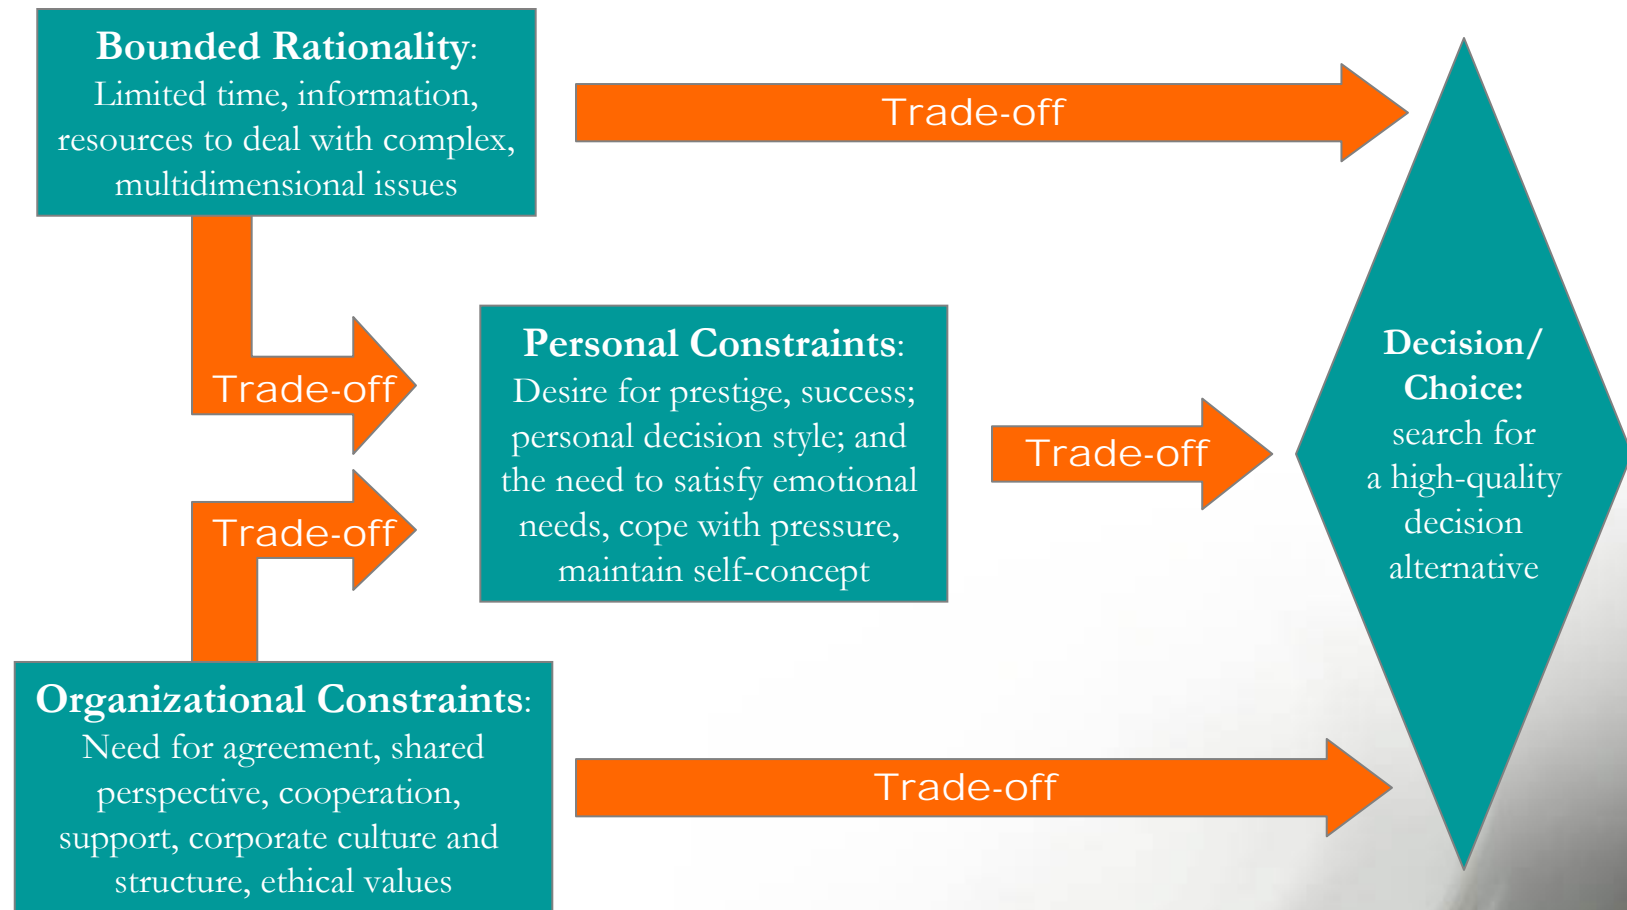 Bounded Rationality:
Limited time, information,
resources to deal with complex,
multidimensional issues
Trade-off
Trade-off
Personal Constraints:
Desire for prestige, success;
personal decision style; and
the need to satisfy emotional
needs, cope with pressure,
maintain self-concept
Trade-off
Decision/
Choice:
search for
a high-quality
decision
alternative
Trade-off
Organizational Constraints:
Need for agreement, shared
perspective, cooperation,
support, corporate culture and
structure, ethical values
Trade-off